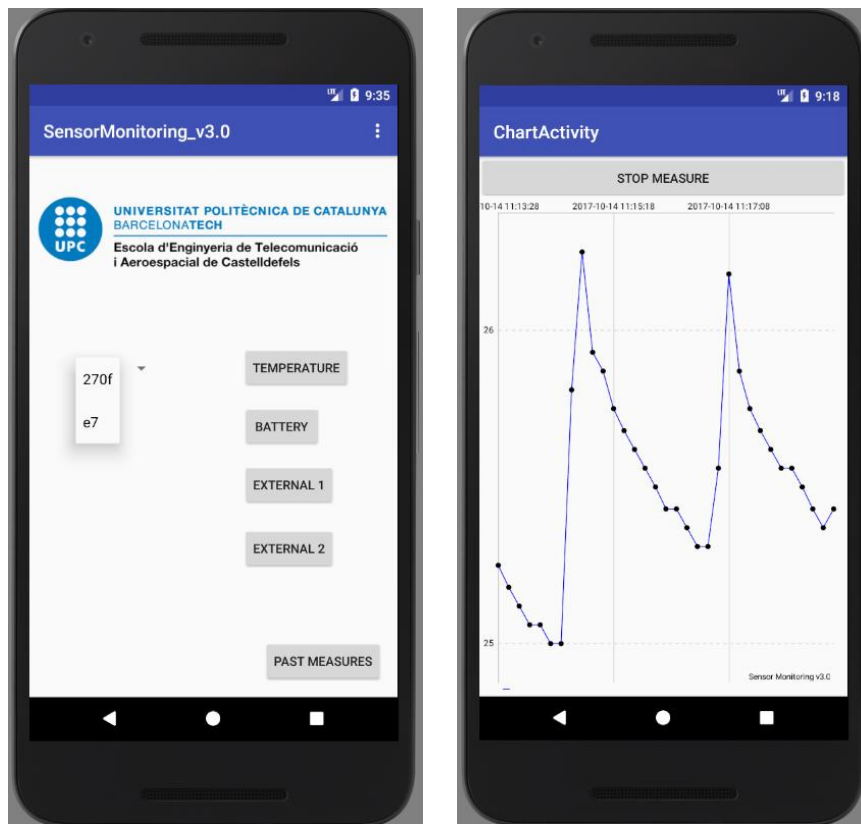 9:35
SensorMonitoring_v3.0
UNIVERSITAT POLITÈCNICA DE CATALUNYA
BARCELONATECH
UPC
Escola d'Enginyeria de Telecomunicació
i Aeroespacial de Castelldefels
270f
e7
TEMPERATURE
BATTERY
EXTERNAL 1
EXTERNAL 2
PAST MEASURES
LTE 9:18
ChartActivity
STOP MEASURE
10-14 11:13:28 2017-10-14 11:15:18 2017-10-14 11:17:08
26
25
Sensor Monitoring v3.0